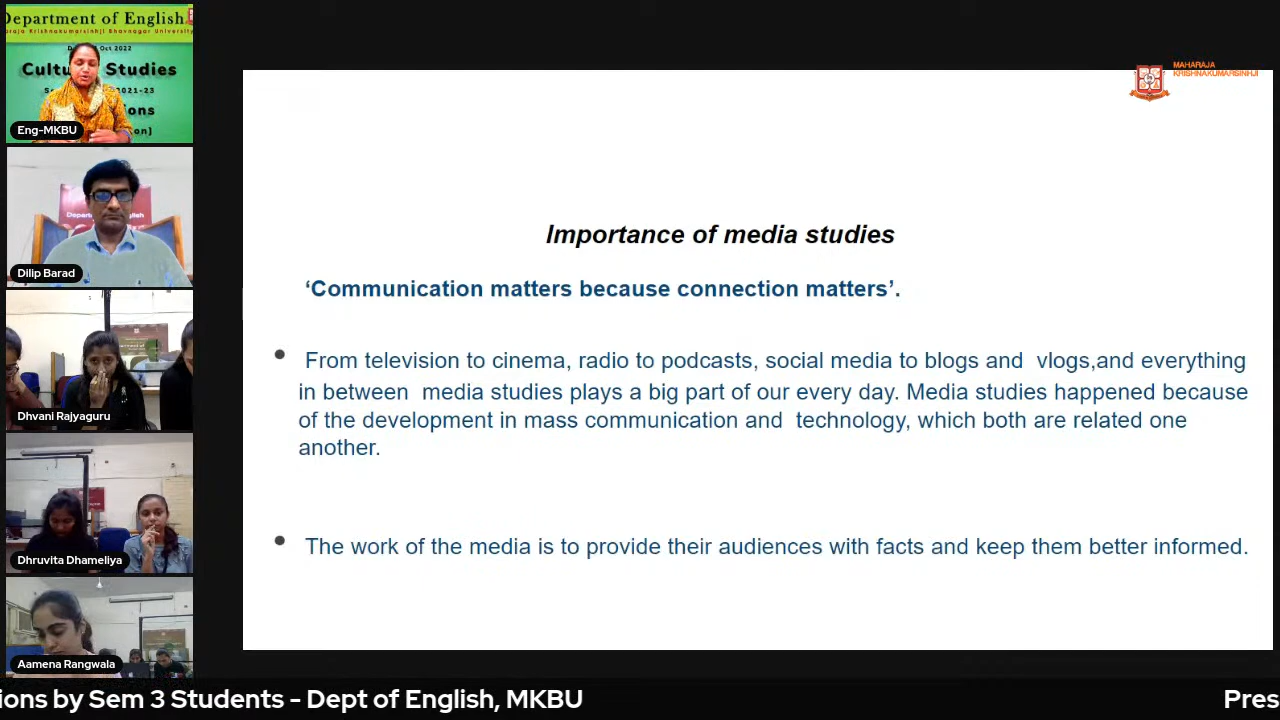 Department of English
Maharaja Krishnakumarsinhji Bhavnagar University
Oct 2022
Studies
2021-23
Eng-MKBU
Dilip Barad
Dhvani Rajyaguru
Dhruvita Dhameliya
Aamena Rangwala
MAHARAJA
KRISHNAKUMARSINHJI
Importance of media studies
‘Communication matters because connection matters’.
• From television to cinema, radio to podcasts, social media to blogs and vlogs,and everything
in between media studies plays a big part of our every day. Media studies happened because
of the development in mass communication and technology, which both are related one
another.
• The work of the media is to provide their audiences with facts and keep them better informed.
ions by Sem 3 Students - Dept of English, MKBU
Pres